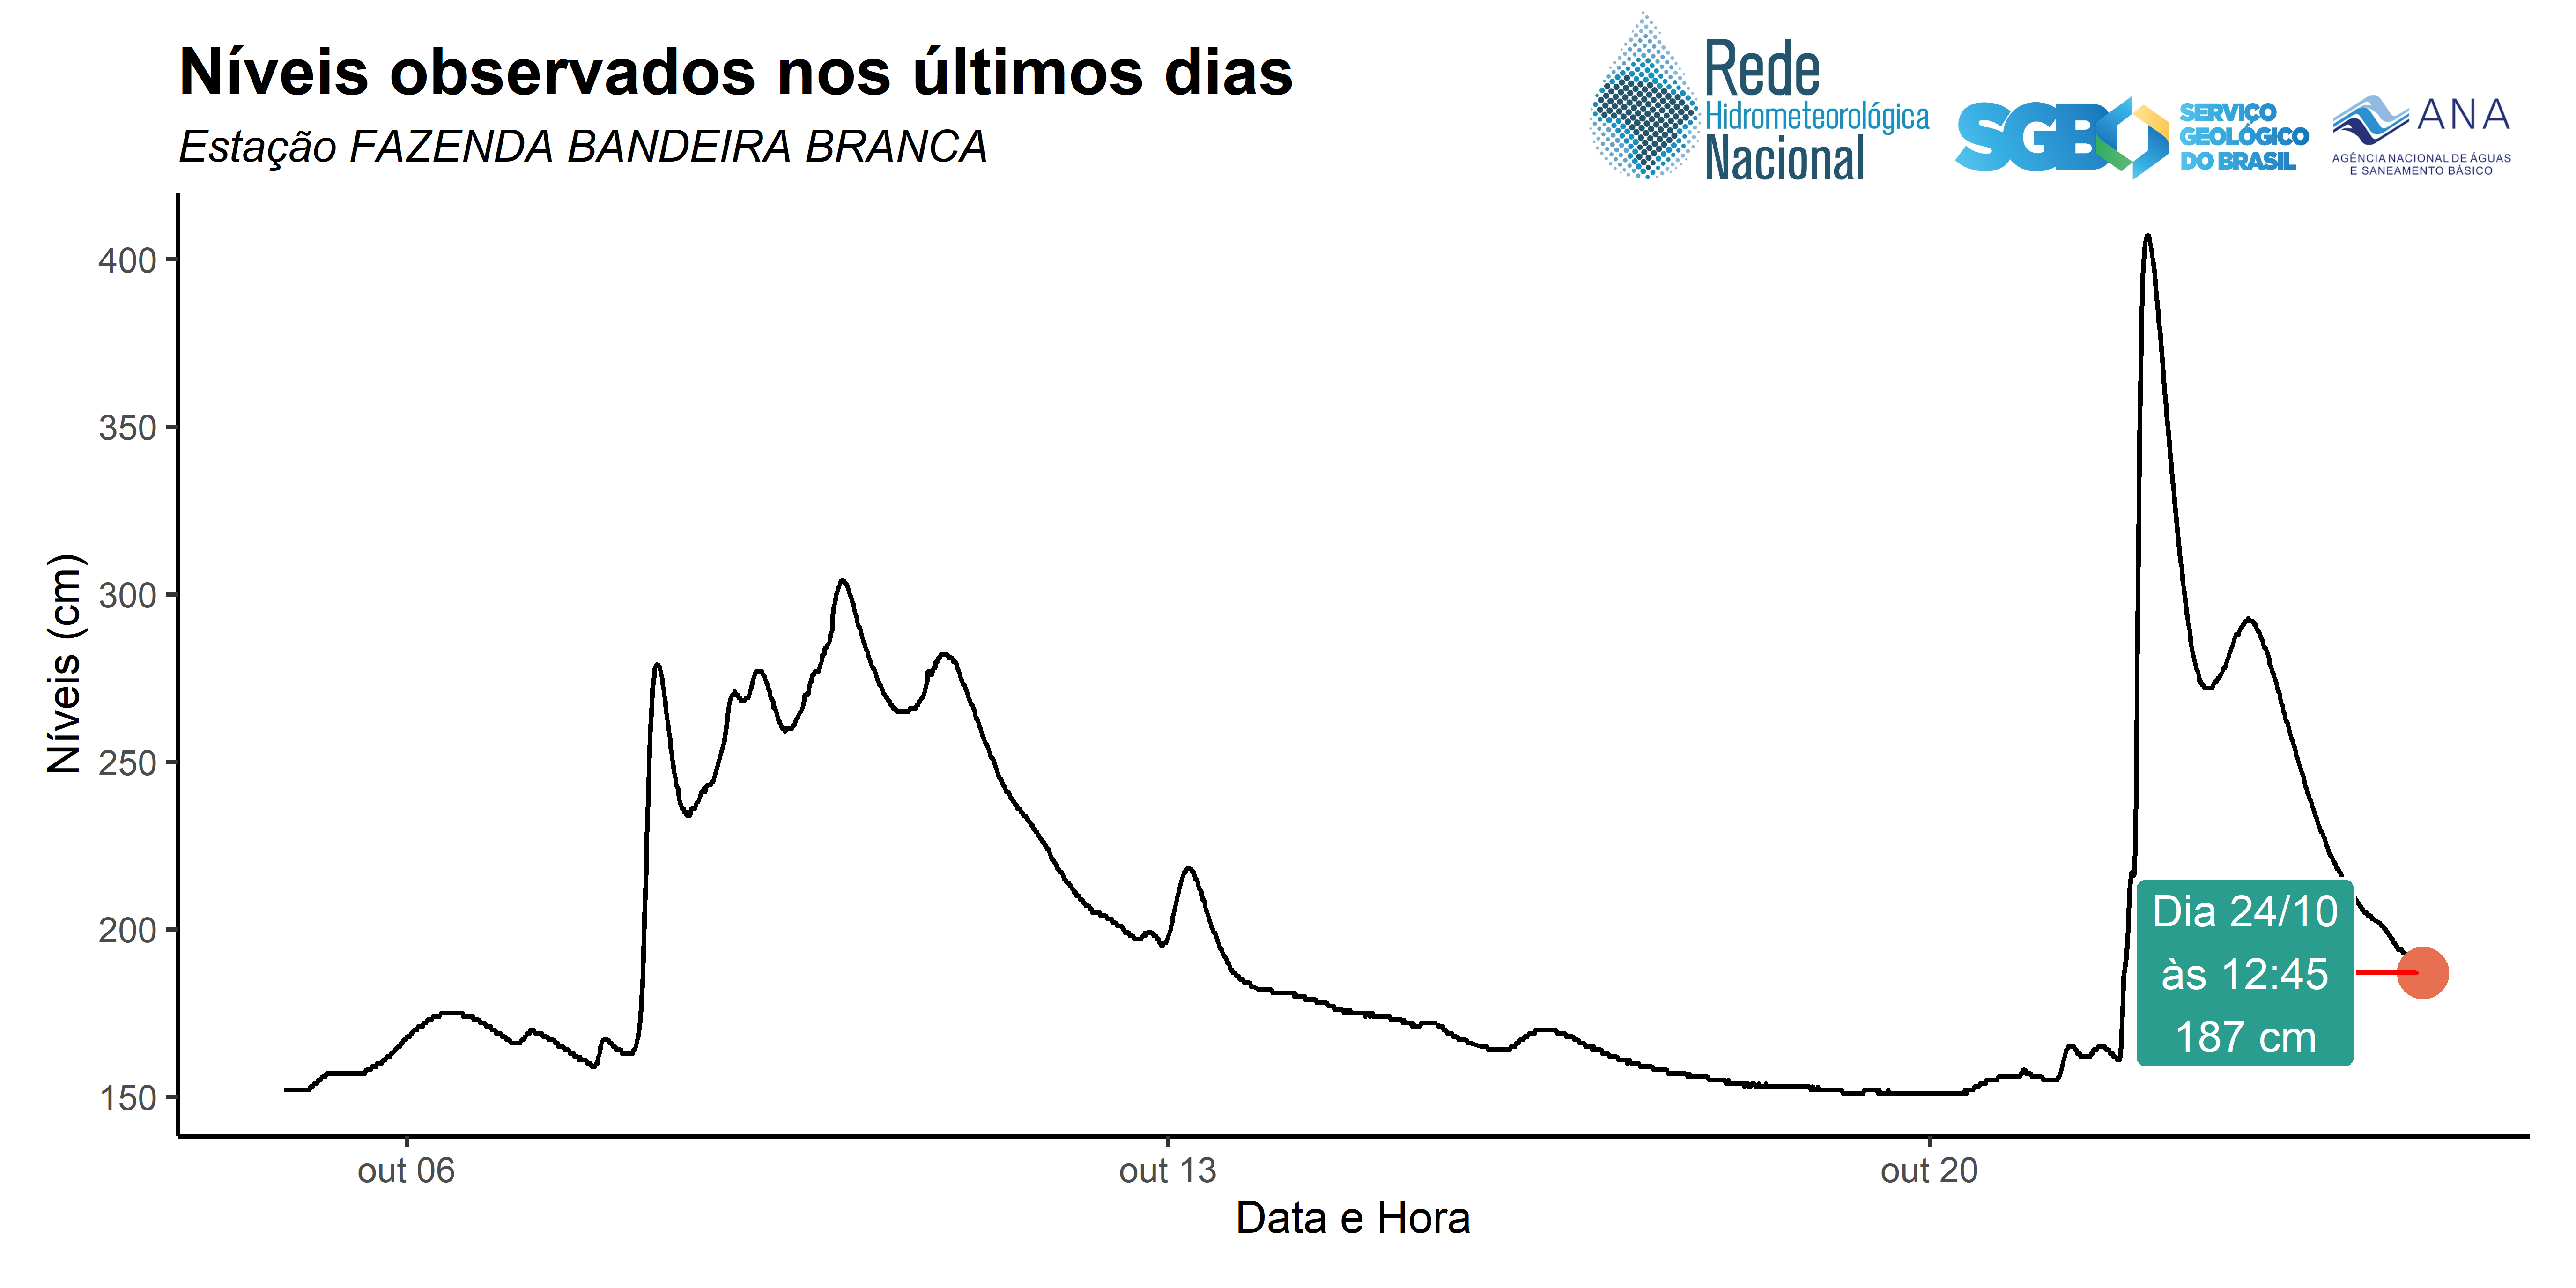 Níveis observados nos últimos dias
Estação FAZENDA BANDEIRA BRANCA
Rede
Hidrometeorológica
Nacional
SGB
SERVIÇO
GEOLÓGICO
DO BRASIL
ANA
AGÊNCIA NACIONAL DE ÁGUAS
E SANEAMENTO BÁSICO
Níveis (cm)
400
350
300
250
200
150
Dia 24/10
às 12:45
187 cm
out 06
out 13
out 20
Data e Hora